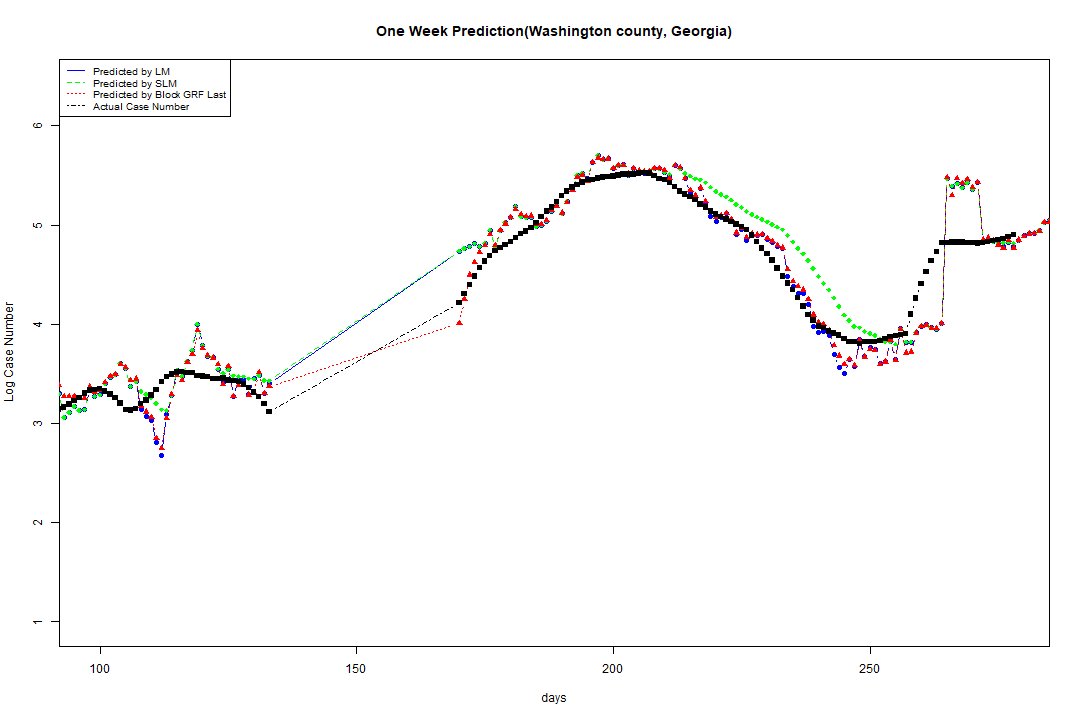 One Week Prediction(Washington county, Georgia)
Predicted by LM
Predicted by SLM
Predicted by Block GRF Last
Actual Case Number
Log Case Number
6
5
4
3
2
1
100 150 200 250
days